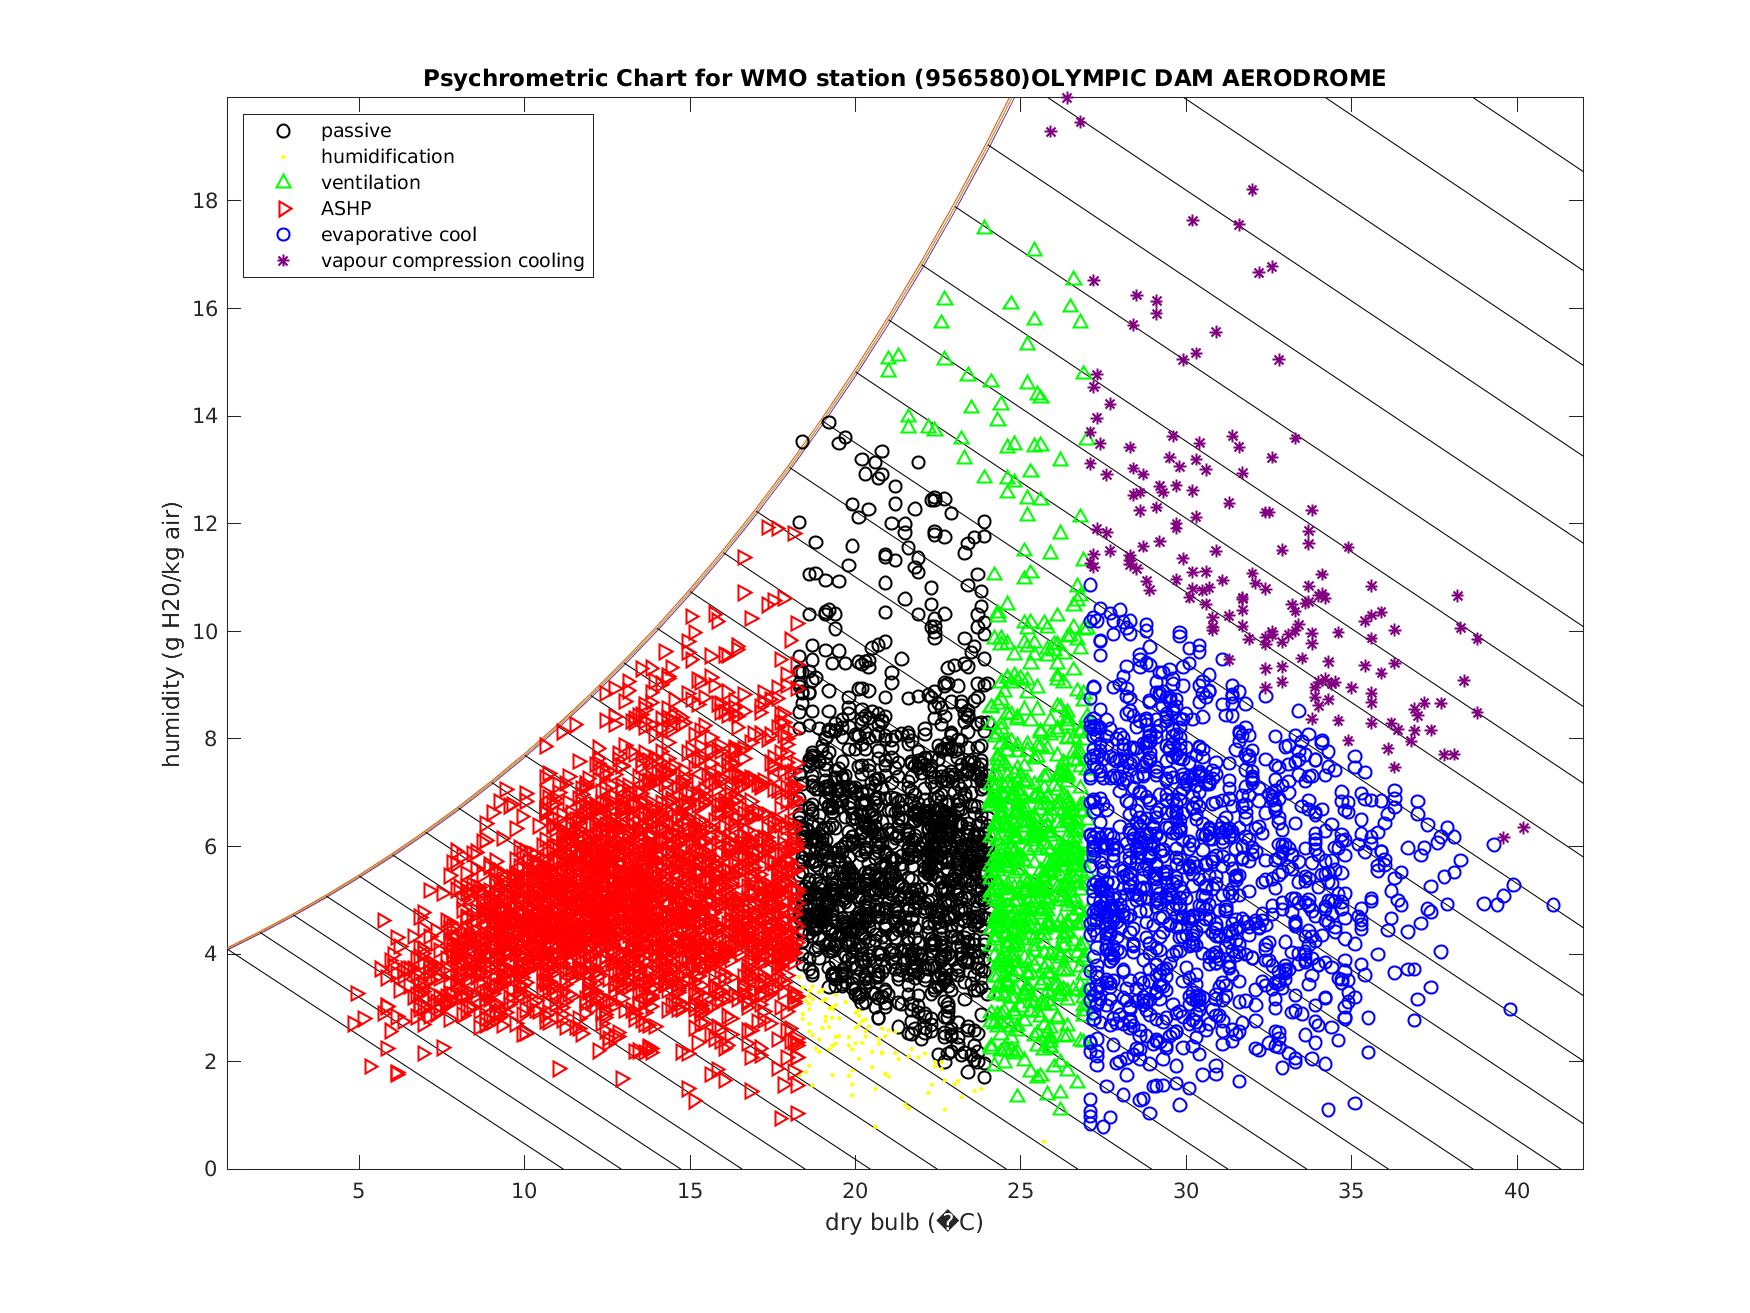 Psychrometric Chart for WMO station (956580)OLYMPIC DAM AERODROME
passive
humidification
ventilation
ASHP
evaporative cool
vapour compression cooling
humidity (g H20/kg air)
18
16
14
12
10
8
6
4
2
0
5 10 15 20 25 30 35 40
dry bulb (�C)